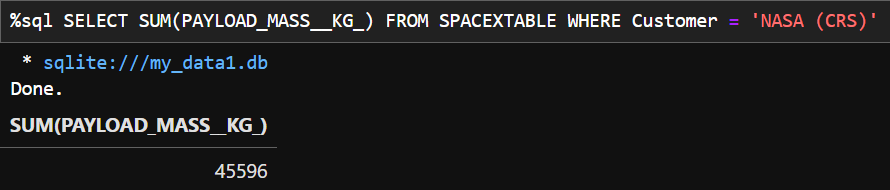 %sql SELECT SUM(PAYLOAD_MASS__KG_) FROM SPACEXTABLE WHERE Customer = 'NASA (CRS)'
* sqlite:///my_data1.db
Done.
SUM(PAYLOAD_MASS__KG_)
45596